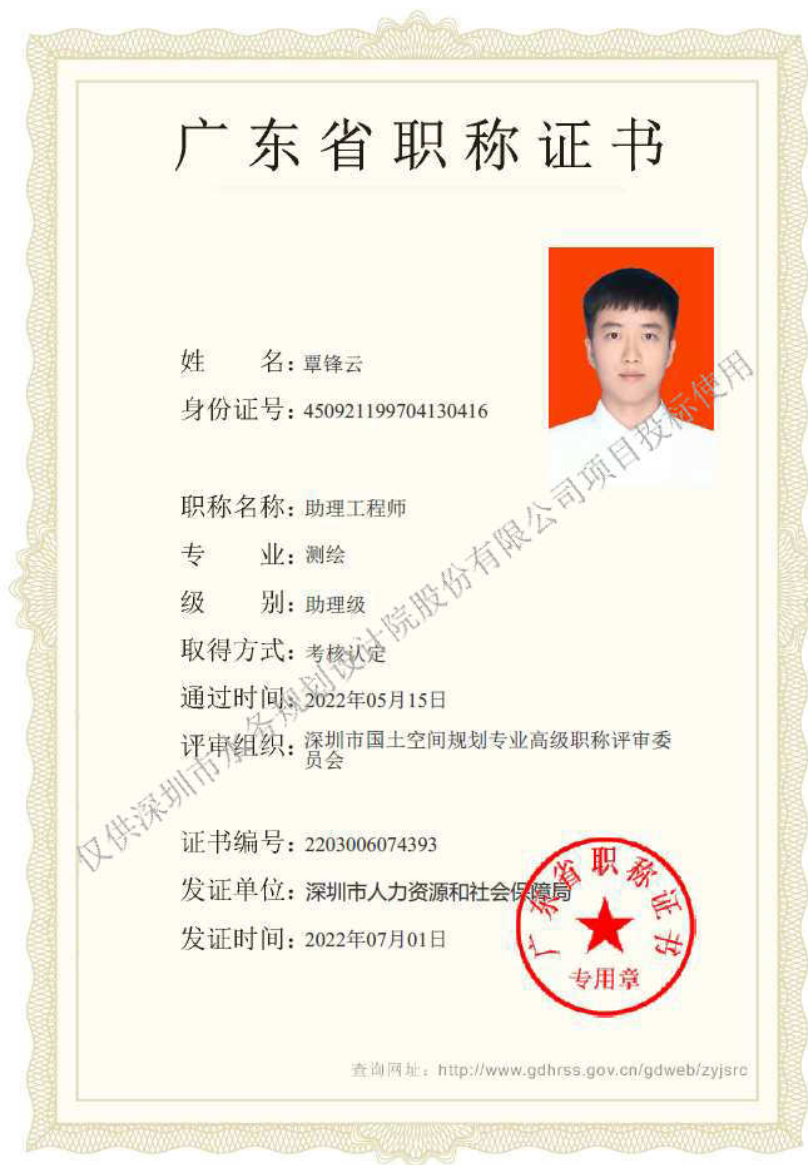 广东省职称证书
姓 名：覃锋云
身份证号：450921199704130416
职称名称：助理工程师
专 业：测绘
级 别：助理级
取得方式：考核认定
通过时间：2022年05月15日
评审组织：深圳市国土空间规划专业高级职称评审委
员会
证书编号：2203006074393
发证单位：深圳市人力资源和社会保障局
发证时间：2022年07月01日
广东省职称证书
专用章
查询网址：http://www.gdhrss.gov.cn/gdweb/zyjsrc
仅供深圳市水务规划设计院股份有限公司项目投标使用